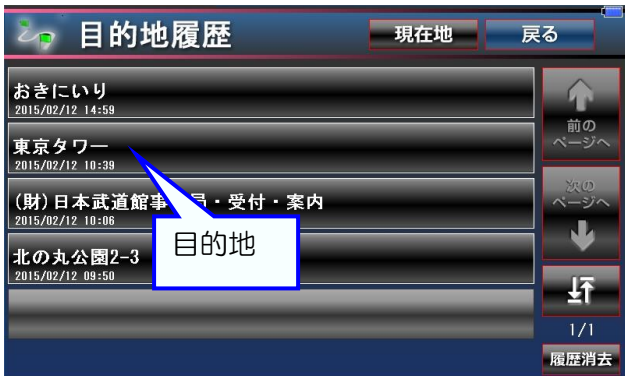 目的地履歴
現在地
戻る
おきにいり
2015/02/12 14:59
東京タワー
2015/02/12 10:39
(財)日本武道館事 局・受付・案内
2015/02/12 10:06
北の丸公園2-3
2015/02/12 09:50
目的地
前の
ページへ
次の
ページへ
1/1
履歴消去